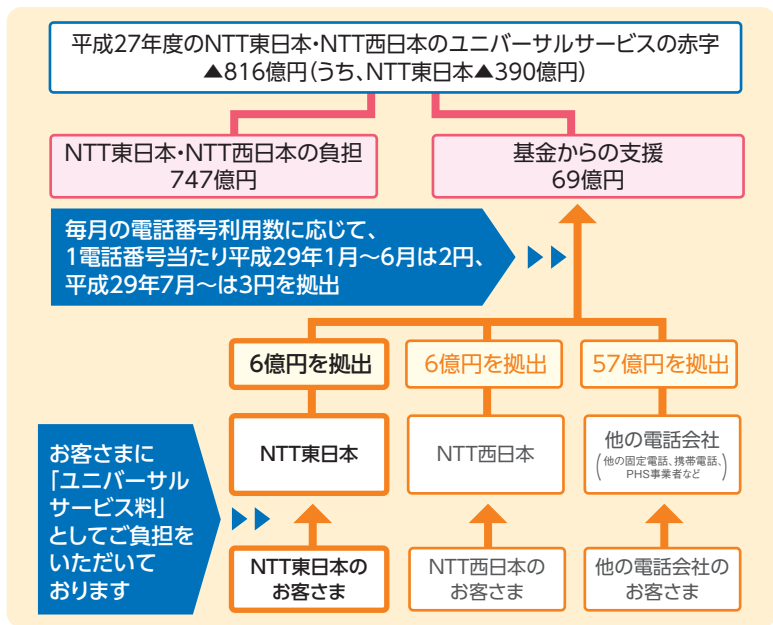 平成27年度のNTT東日本・NTT西日本のユニバーサルサービスの赤字
▲816億円(うち、NTT東日本▲390億円)
NTT東日本・NTT西日本の負担
747億円
基金からの支援
69億円
毎月の電話番号利用数に応じて、
1電話番号当たり平成29年1月～6月は2円、
平成29年7月～は3円を拠出
6億円を拠出
6億円を拠出
57億円を拠出
NTT東日本
NTT西日本
他の電話会社
(他の固定電話、携帯電話、
PHS事業者など)
お客さまに
「ユニバーサル
サービス料」
としてご負担を
いただいて
おります
NTT東日本の
お客さま
NTT西日本の
お客さま
他の電話会社の
お客さま